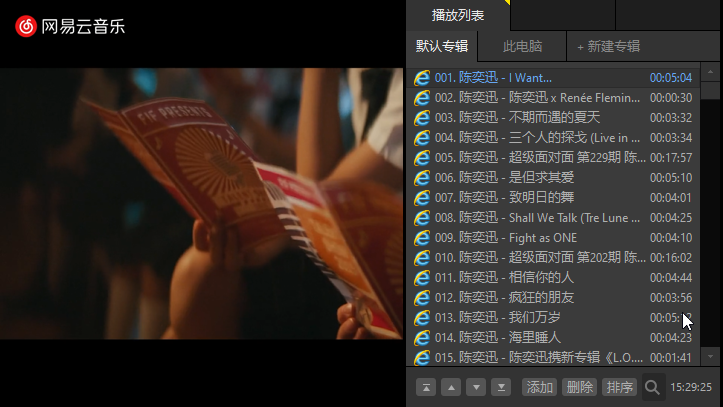 网易云音乐
FIF PRESENTS
播放列表
默认专辑 此电脑 + 新建专辑
001. 陈奕迅 - I Want... 00:05:04
002. 陈奕迅 - 陈奕迅 x Renée Flemin... 00:00:30
003. 陈奕迅 - 不期而遇的夏天 00:03:32
004. 陈奕迅 - 三个人的探戈 (Live in ... 00:03:34
005. 陈奕迅 - 超级面对面 第229期 陈... 00:17:57
006. 陈奕迅 - 是但求其爱 00:05:10
007. 陈奕迅 - 致明日的舞 00:04:01
008. 陈奕迅 - Shall We Talk (Tre Lune ... 00:04:25
009. 陈奕迅 - Fight as ONE 00:04:10
010. 陈奕迅 - 超级面对面 第202期 陈... 00:16:02
011. 陈奕迅 - 相信你的人 00:04:44
012. 陈奕迅 - 疯狂的朋友 00:03:56
013. 陈奕迅 - 我们万岁
014. 陈奕迅 - 海里睡人 00:04:23
015. 陈奕迅 - 陈奕迅携新专辑《L.O.... 00:01:41
添加 删除 排序 15:29:25